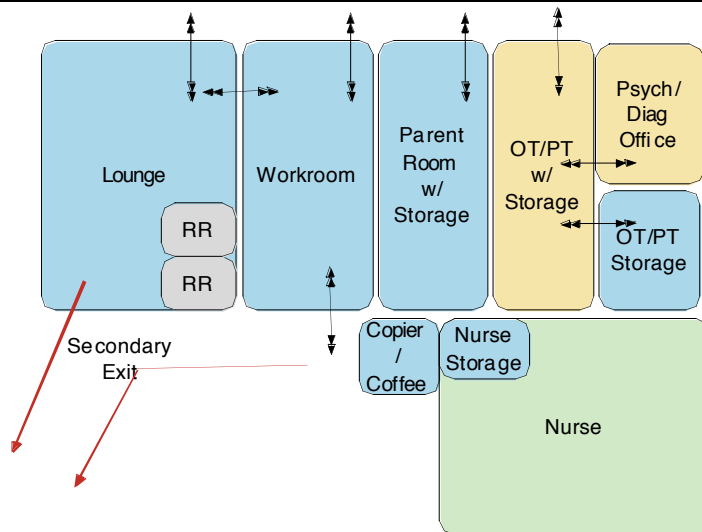 Lounge
RR
RR
Workroom
Parent
Room
w/
Storage
OT/PT
w/
Storage
Psych/
Diag
Office
OT/PT
Storage
Secondary
Exit
Copier
/
Coffee
Nurse
Storage
Nurse